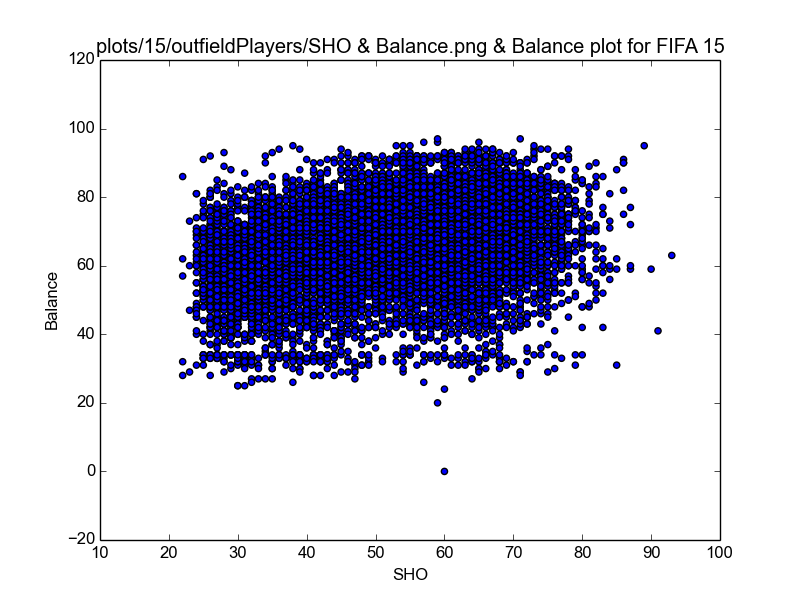 plots/15/outfieldPlayers/SHO & Balance.png & Balance plot for FIFA 15
120
100
80
60
40
20
0
−20
Balance
10 20 30 40 50 60 70 80 90 100
SHO